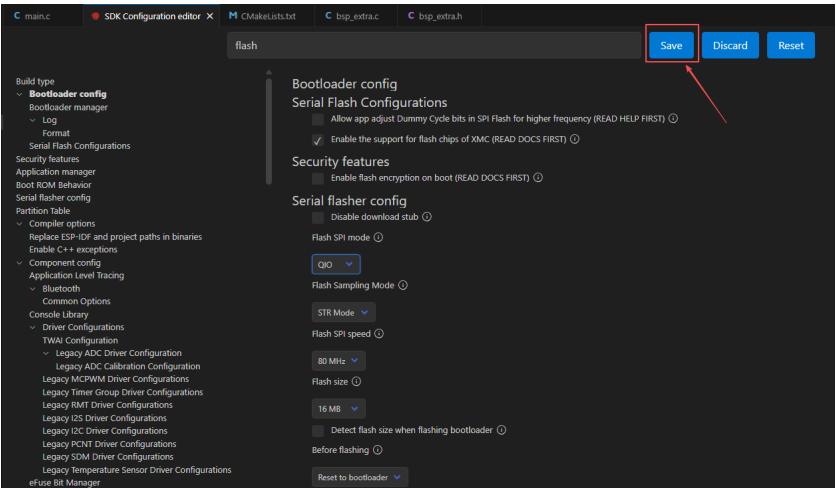 main.c
SDK Configuration editor
CMakeLists.txt
bsp_extra.c
bsp_extra.h
flash
Save
Discard
Reset
Build type
Bootloader config
Bootloader manager
Log
Format
Serial Flash Configurations
Security features
Application manager
Boot ROM Behavior
Serial flasher config
Partition Table
Compiler options
Replace ESP-IDF and project paths in binaries
Enable C++ exceptions
Component config
Application Level Tracing
Bluetooth
Common Options
Console Library
Driver Configurations
TWAI Configuration
Legacy ADC Driver Configuration
Legacy ADC Calibration Configuration
Legacy MCPWM Driver Configurations
Legacy Timer Group Driver Configurations
Legacy RMT Driver Configurations
Legacy I2S Driver Configurations
Legacy I2C Driver Configurations
Legacy PCNT Driver Configurations
Legacy SDM Driver Configurations
Legacy Temperature Sensor Driver Configurations
eFuse Bit Manager
Bootloader config
Serial Flash Configurations
Allow app adjust Dummy Cycle bits in SPI Flash for higher frequency (READ HELP FIRST)
Enable the support for flash chips of XMC (READ DOCS FIRST)
Security features
Enable flash encryption on boot (READ DOCS FIRST)
Serial flasher config
Disable download stub
Flash SPI mode
QIO
Flash Sampling Mode
STR Mode
Flash SPI speed
80 MHz
Flash size
16 MB
Detect flash size when flashing bootloader
Before flashing
Reset to bootloader